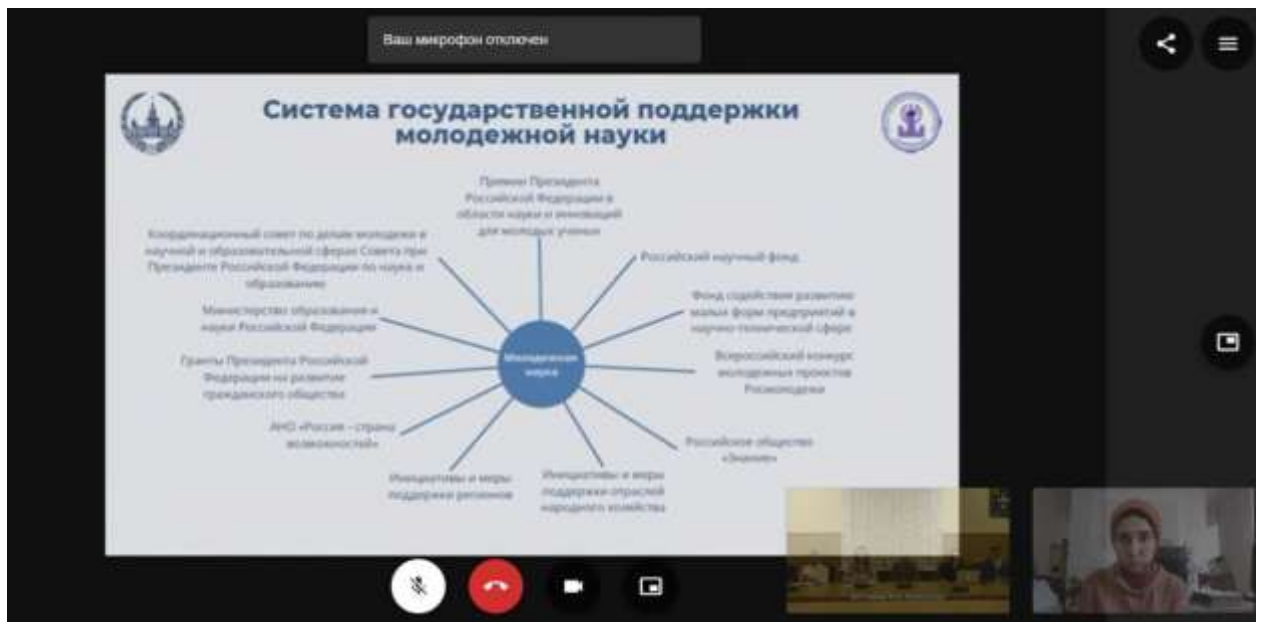 Ваш микрофон отключен
Система государственной поддержки
молодежной науки
Премии Президента
Российской Федерации в
области науки и инноваций
для молодых ученых
Координационный совет по делам молодежи в
научной и образовательной сферах Совета при
Президенте Российской Федерации по науке и
образованию
Российский научный фонд
Министерство образования и
науки Российской Федерации
Фонд содействия развитию
малых форм предприятий в
научно-технической сфере
Гранты Президента Российской
Федерации на развитие
гражданского общества
Молодежная
наука
Всероссийский конкурс
молодежных проектов
Росмолодежи
АНО «Россия – страна
возможностей»
Российское общество
«Знание»
Инициативы и меры
поддержки регионов
Инициативы и меры
поддержки отраслей
народного хозяйства